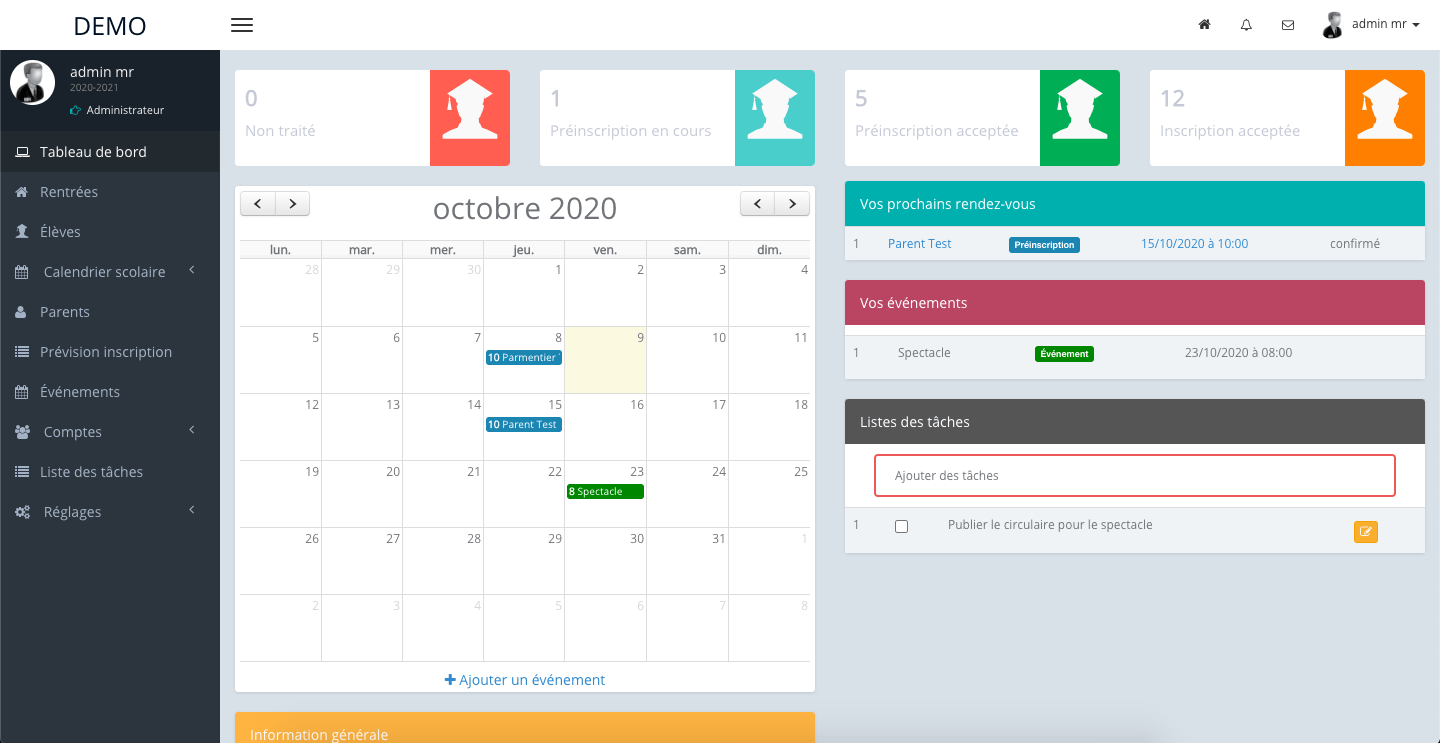 DEMO
admin mr
admin mr
2020-2021
Administrateur
Tableau de bord
Rentrées
Élèves
Calendrier scolaire
Parents
Prévision inscription
Événements
Comptes
Liste des tâches
Réglages
0
Non traité
1
Préinscription en cours
5
Préinscription acceptée
12
Inscription acceptée
octobre 2020
lun. mar. mer. jeu. ven. sam. dim.
28 29 30 1 2 3 4
5 6 7 8 9 10 11
10 Parmentier
12 13 14 15 16 17 18
10 Parent Test
19 20 21 22 23 24 25
8 Spectacle
26 27 28 29 30 31 1
2 3 4 5 6 7 8
Ajouter un événement
Information générale
Vos prochains rendez-vous
1 Parent Test Préinscription 15/10/2020 à 10:00 confirmé
Vos événements
1 Spectacle Événement 23/10/2020 à 08:00
Listes des tâches
Ajouter des tâches
1 Publier le circulaire pour le spectacle